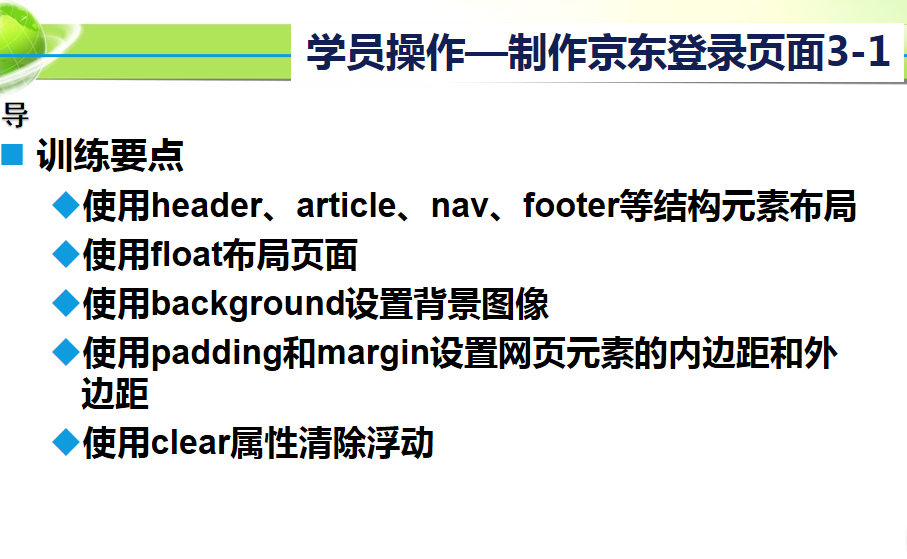 学员操作—制作京东登录页面3-1
导
训练要点
使用header、article、nav、footer等结构元素布局
使用float布局页面
使用background设置背景图像
使用padding和margin设置网页元素的内边距和外
边距
使用clear属性清除浮动